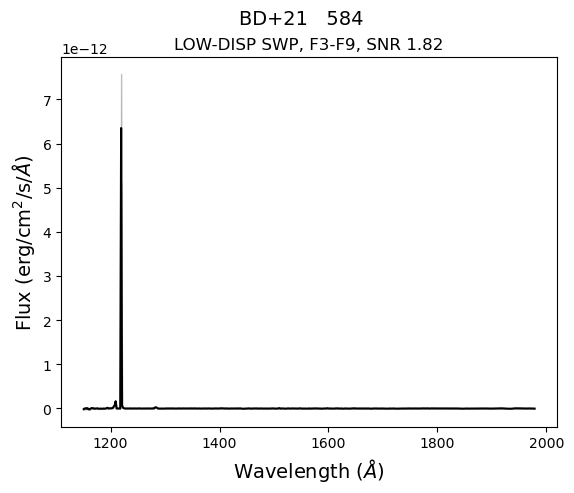 BD+21   584
LOW-DISP SWP, F3-F9, SNR 1.82
1e−12
7
6
5
4
3
2
1
0
Flux (erg/cm²/s/Å)
1200 1400 1600 1800 2000
Wavelength (Å)